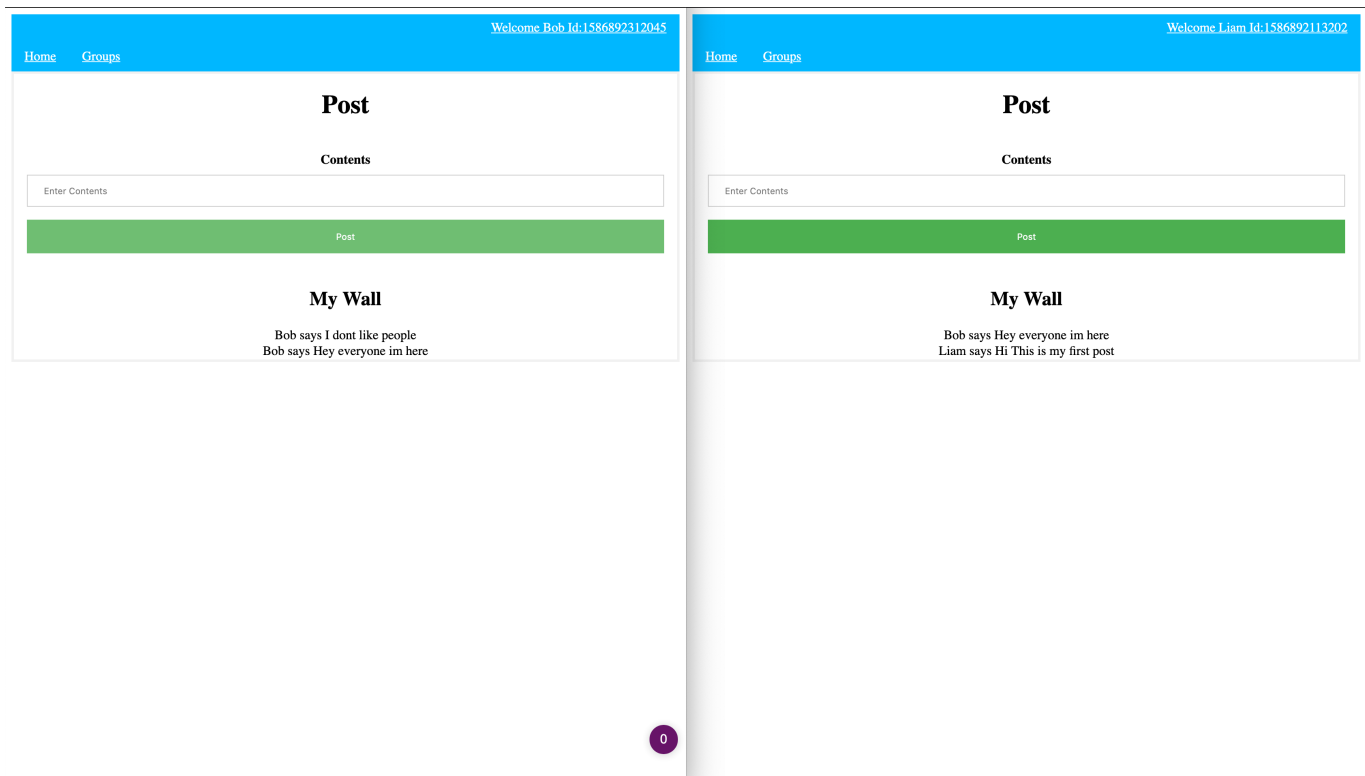 Welcome Bob Id:1586892312045
Home Groups
Post
Contents
Enter Contents
Post
My Wall
Bob says I dont like people
Bob says Hey everyone im here
0
Welcome Liam Id:1586892113202
Home Groups
Post
Contents
Enter Contents
Post
My Wall
Bob says Hey everyone im here
Liam says Hi This is my first post